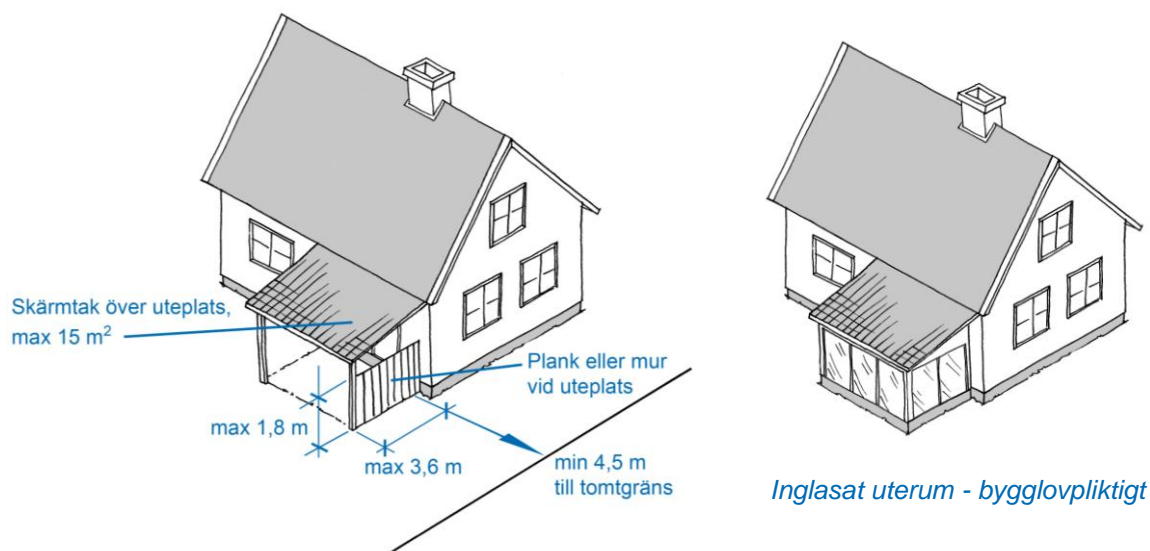 Skärmtak över uteplats,
max 15 m²
Plank eller mur
vid uteplats
max 1,8 m
max 3,6 m
min 4,5 m
till tomtgräns
Inglasat uterum - bygglovpliktigt